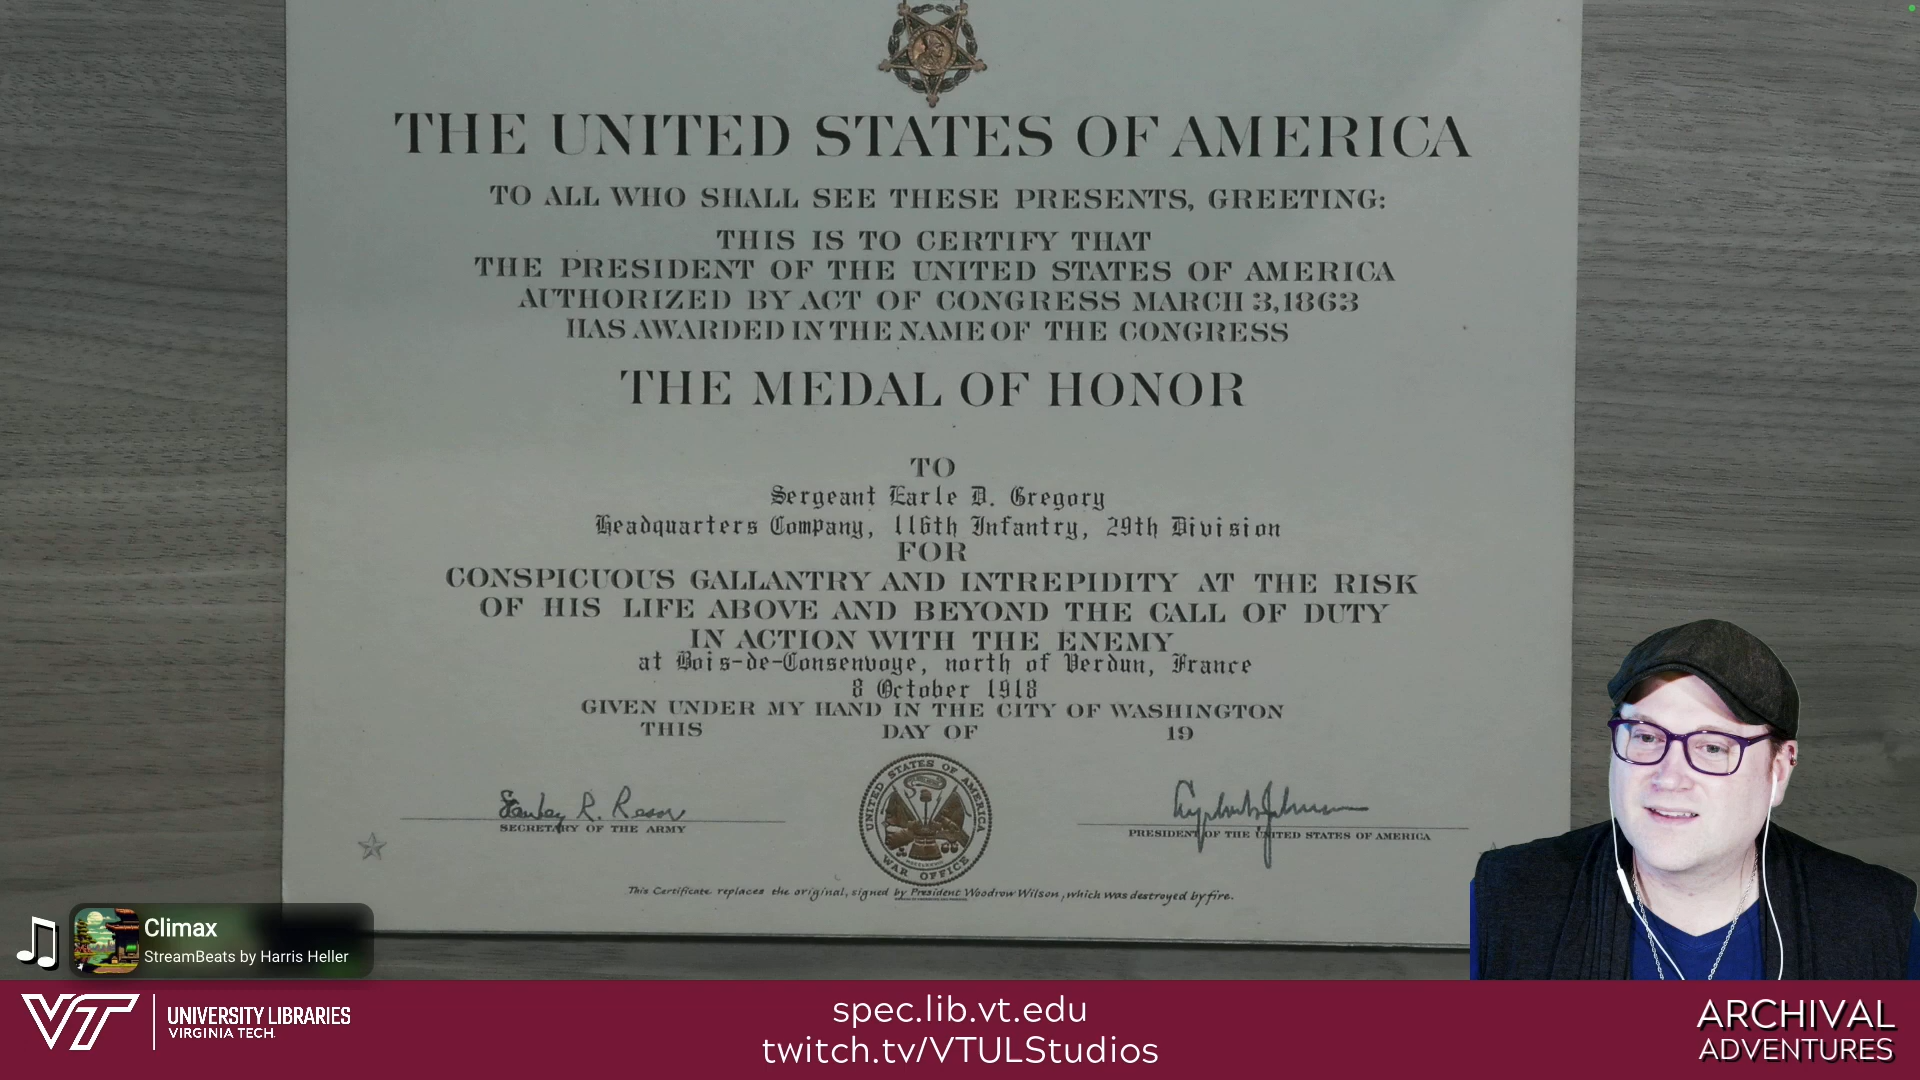 THE UNITED STATES OF AMERICA
TO ALL WHO SHALL SEE THESE PRESENTS, GREETING:
THIS IS TO CERTIFY THAT
THE PRESIDENT OF THE UNITED STATES OF AMERICA
AUTHORIZED BY ACT OF CONGRESS MARCH 3,1863
HAS AWARDED IN THE NAME OF THE CONGRESS
THE MEDAL OF HONOR
TO
Sergeant Earle D. Gregory
Headquarters Company, 116th Infantry, 29th Division
FOR
CONSPICUOUS GALLANTRY AND INTREPIDITY AT THE RISK
OF HIS LIFE ABOVE AND BEYOND THE CALL OF DUTY
IN ACTION WITH THE ENEMY
at Bois-de-Consenvoye, north of Verdun, France
8 October 1918
GIVEN UNDER MY HAND IN THE CITY OF WASHINGTON
THIS DAY OF 19
Stanley R. Resor
SECRETARY OF THE ARMY
UNITED STATES OF AMERICA
WAR OFFICE
PRESIDENT OF THE UNITED STATES OF AMERICA
This Certificate replaces the original, signed by President Woodrow Wilson, which was destroyed by fire.
Climax
StreamBeats by Harris Heller
VT
UNIVERSITY LIBRARIES
VIRGINIA TECH
spec.lib.vt.edu
twitch.tv/VTULStudios
ARCHIVAL
ADVENTURES